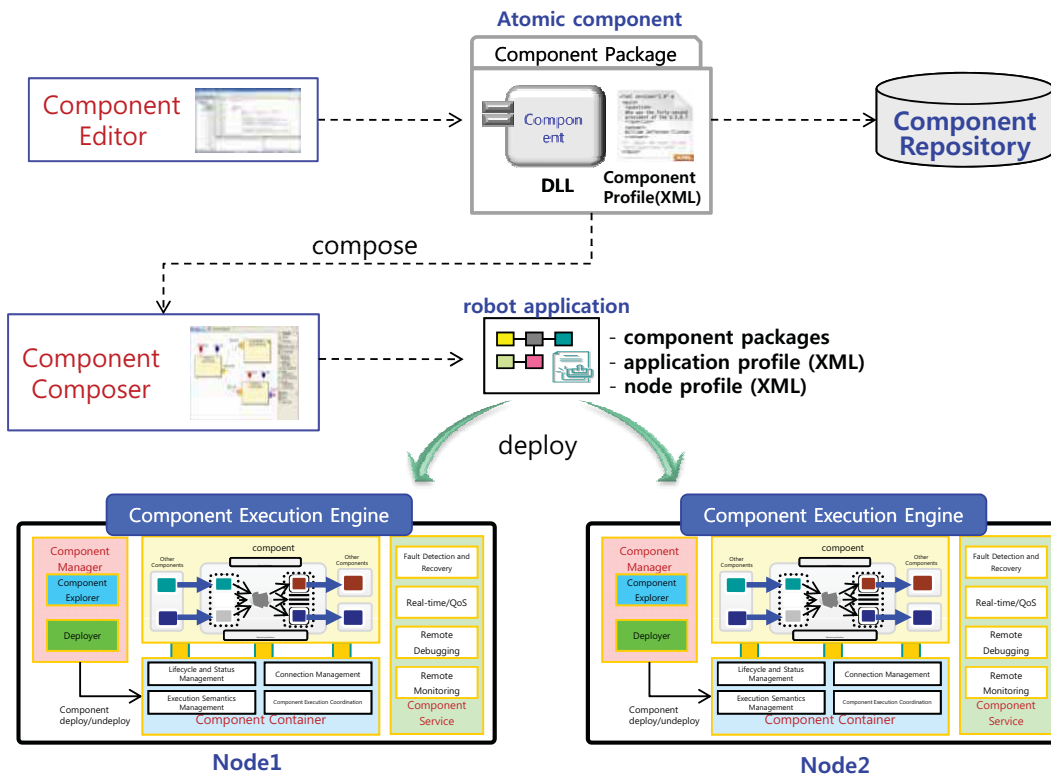 Atomic component
Component Package
Component
Editor
Compon
ent
DLL
Component
Profile(XML)
Component
Repository
compose
robot application
Component
Composer
- component packages
- application profile (XML)
- node profile (XML)
deploy
Component Execution Engine
Component
Manager
Component
Explorer
Deployer
Component
deploy/undeploy
Other
Components
compoent
Other
Components
Lifecycle and Status
Management
Connection Management
Execution Semantics
Management
Component Execution Coordination
Component Container
Fault Detection and
Recovery
Real-time/QoS
Remote
Debugging
Remote
Monitoring
Component
Service
Node1
Component Execution Engine
Component
Manager
Component
Explorer
Deployer
Component
deploy/undeploy
Other
Components
compoent
Other
Components
Lifecycle and Status
Management
Connection Management
Execution Semantics
Management
Component Execution Coordination
Component Container
Fault Detection and
Recovery
Real-time/QoS
Remote
Debugging
Remote
Monitoring
Component
Service
Node2